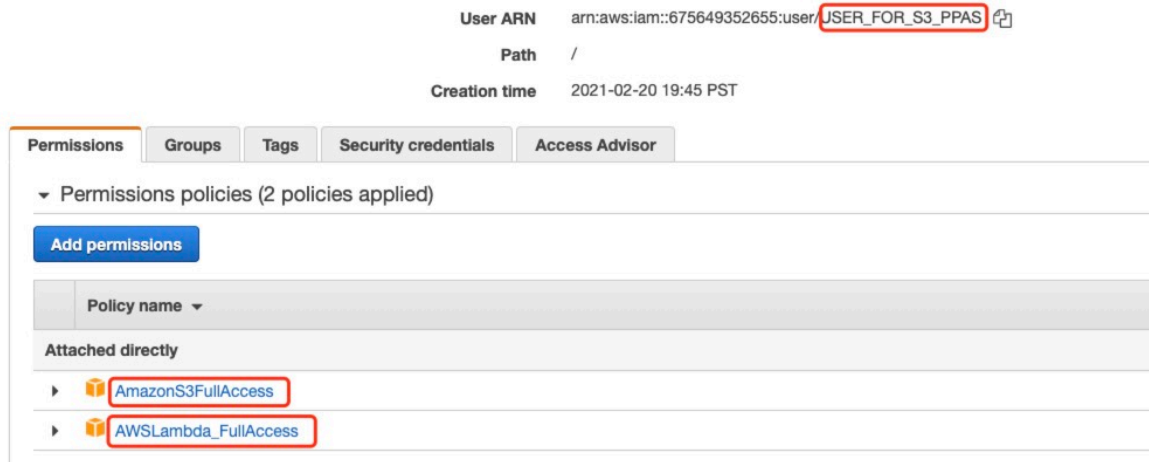 User ARN arn:aws:iam::675649352655:user/USER_FOR_S3_PPAS
Path /
Creation time 2021-02-20 19:45 PST
Permissions Groups Tags Security credentials Access Advisor
Permissions policies (2 policies applied)
Add permissions
Policy name
Attached directly
AmazonS3FullAccess
AWSLambda_FullAccess